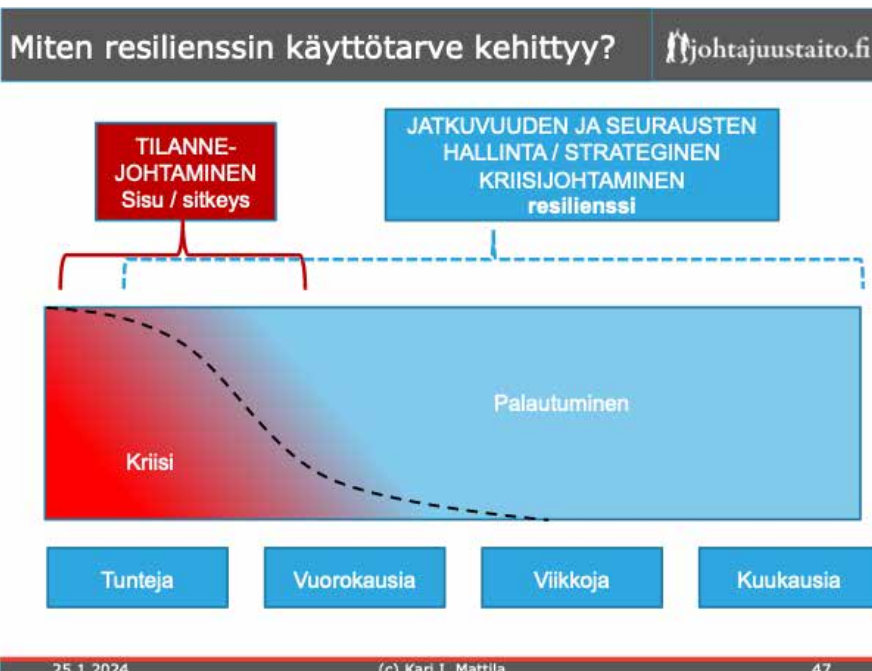 Miten resilienssin käyttötarve kehittyy?
johtajuustaito.fi
TILANNE-
JOHTAMINEN
Sisu / sitkeys
JATKUVUUDEN JA SEURAUSTEN
HALLINTA / STRATEGINEN
KRIISIJOHTAMINEN
resilienssi
Palautuminen
Kriisi
Tunteja
Vuorokausia
Viikkoja
Kuukausia
25.1.2024
(c) Kari I. Mattila
47